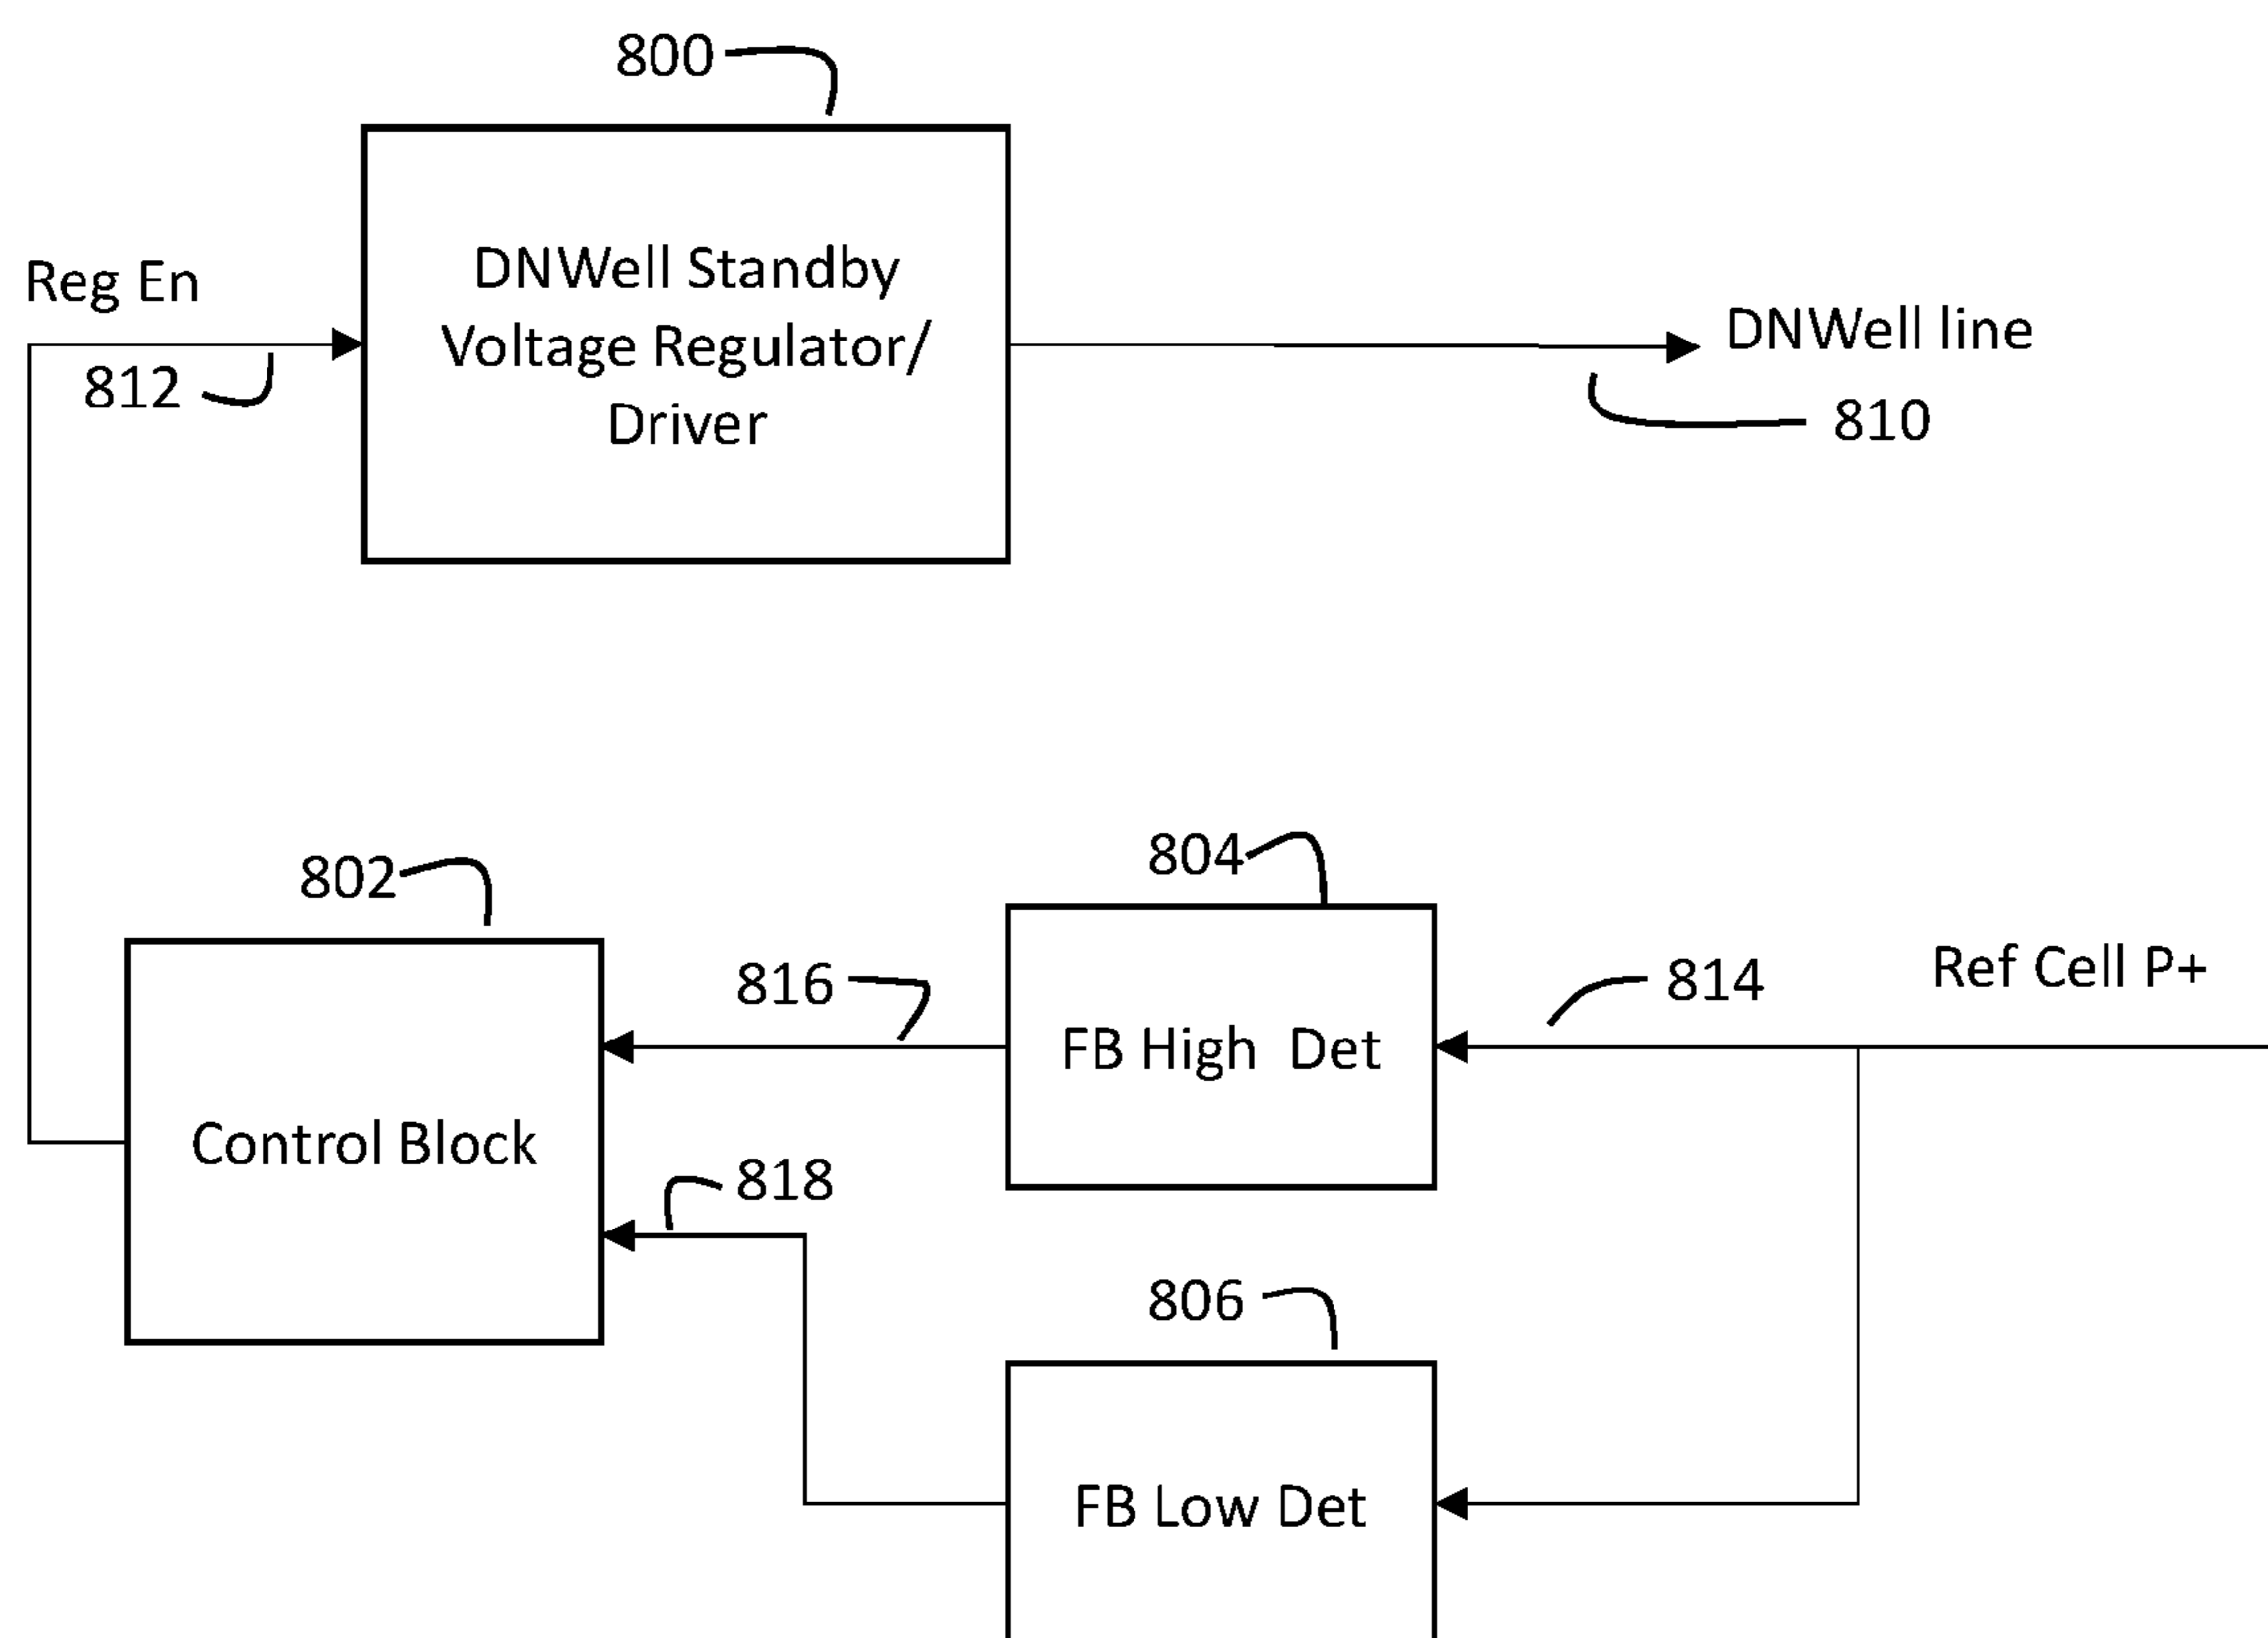 800
Reg En
812
DNWell Standby
Voltage Regulator/
Driver
DNWell line
810
802
804
816
814
Ref Cell P+
FB High  Det
Control Block
818
806
FB Low Det